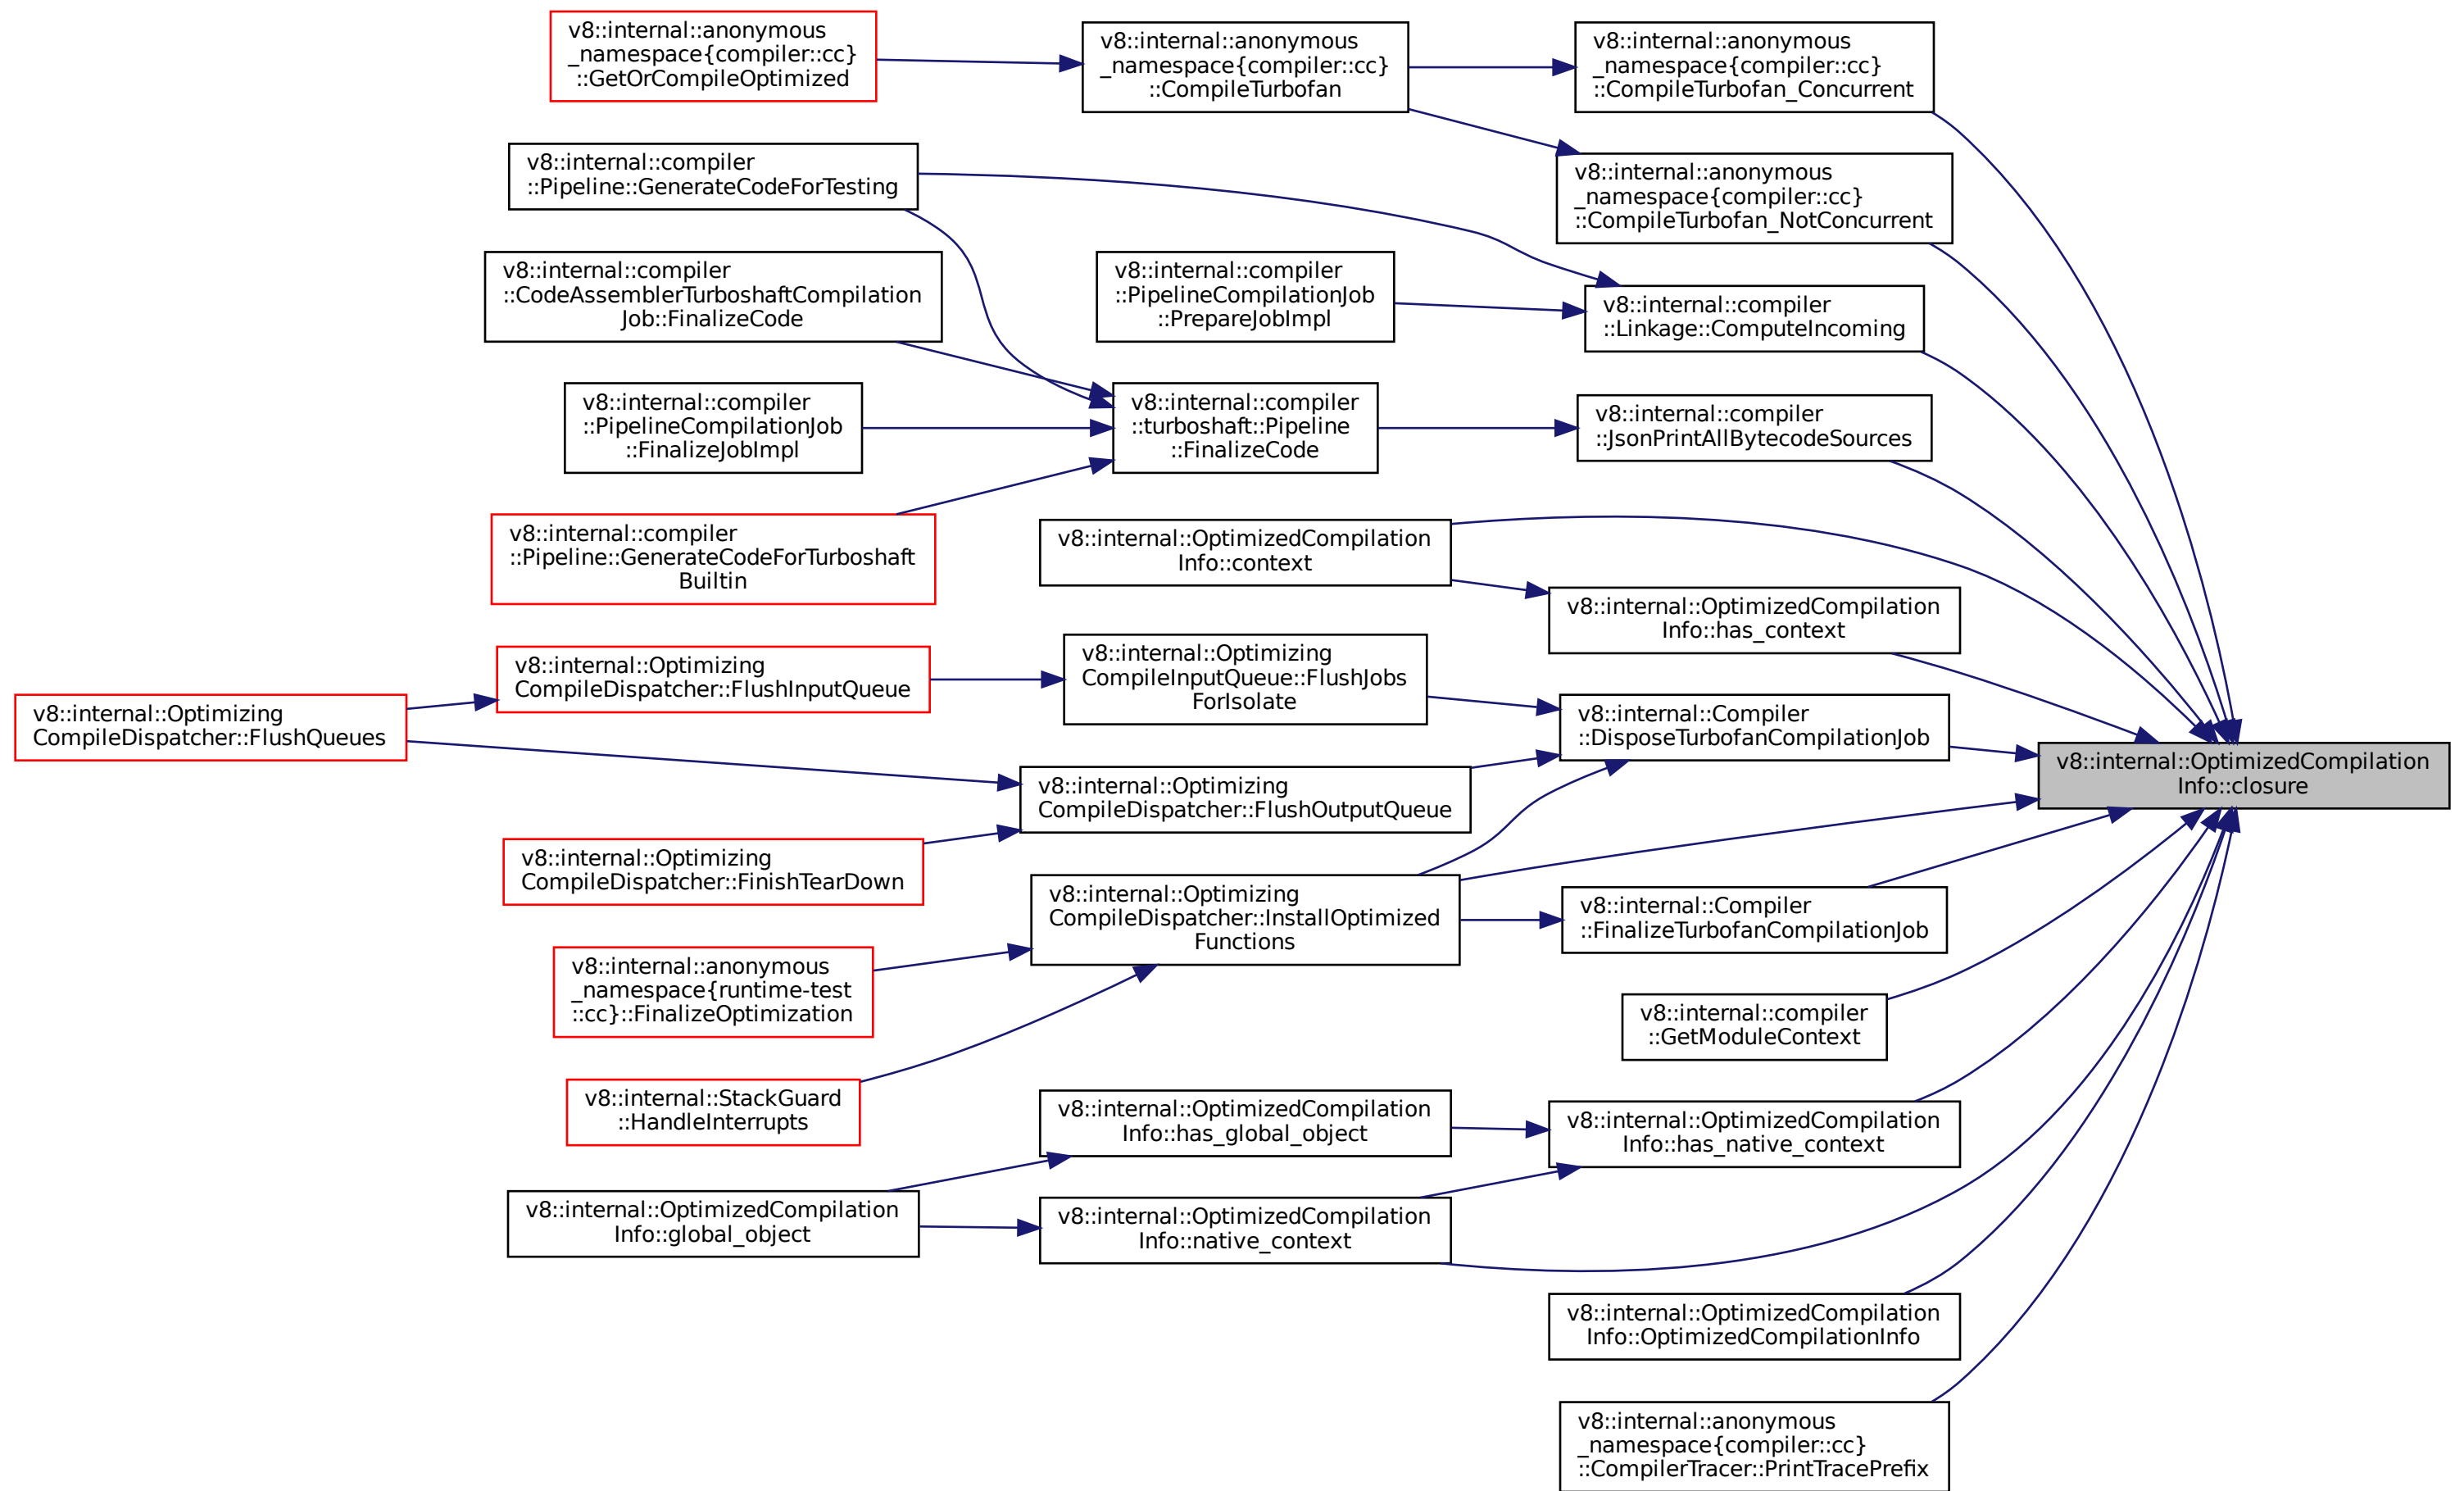 v8::internal::anonymous
_namespace{compiler::cc}
::GetOrCompileOptimized
v8::internal::anonymous
_namespace{compiler::cc}
::CompileTurbofan
v8::internal::anonymous
_namespace{compiler::cc}
::CompileTurbofan_Concurrent
v8::internal::compiler
::Pipeline::GenerateCodeForTesting
v8::internal::anonymous
_namespace{compiler::cc}
::CompileTurbofan_NotConcurrent
v8::internal::compiler
::CodeAssemblerTurboshaftCompilation
Job::FinalizeCode
v8::internal::compiler
::PipelineCompilationJob
::PrepareJobImpl
v8::internal::compiler
::Linkage::ComputeIncoming
v8::internal::compiler
::PipelineCompilationJob
::FinalizeJobImpl
v8::internal::compiler
::turboshaft::Pipeline
::FinalizeCode
v8::internal::compiler
::JsonPrintAllBytecodeSources
v8::internal::compiler
::Pipeline::GenerateCodeForTurboshaft
Builtin
v8::internal::OptimizedCompilation
Info::context
v8::internal::OptimizedCompilation
Info::has_context
v8::internal::Optimizing
CompileDispatcher::FlushQueues
v8::internal::Optimizing
CompileDispatcher::FlushInputQueue
v8::internal::Optimizing
CompileInputQueue::FlushJobs
ForIsolate
v8::internal::Compiler
::DisposeTurbofanCompilationJob
v8::internal::OptimizedCompilation
Info::closure
v8::internal::Optimizing
CompileDispatcher::FlushOutputQueue
v8::internal::Optimizing
CompileDispatcher::FinishTearDown
v8::internal::Optimizing
CompileDispatcher::InstallOptimized
Functions
v8::internal::Compiler
::FinalizeTurbofanCompilationJob
v8::internal::anonymous
_namespace{runtime-test
::cc}::FinalizeOptimization
v8::internal::compiler
::GetModuleContext
v8::internal::StackGuard
::HandleInterrupts
v8::internal::OptimizedCompilation
Info::has_global_object
v8::internal::OptimizedCompilation
Info::has_native_context
v8::internal::OptimizedCompilation
Info::global_object
v8::internal::OptimizedCompilation
Info::native_context
v8::internal::OptimizedCompilation
Info::OptimizedCompilationInfo
v8::internal::anonymous
_namespace{compiler::cc}
::CompilerTracer::PrintTracePrefix